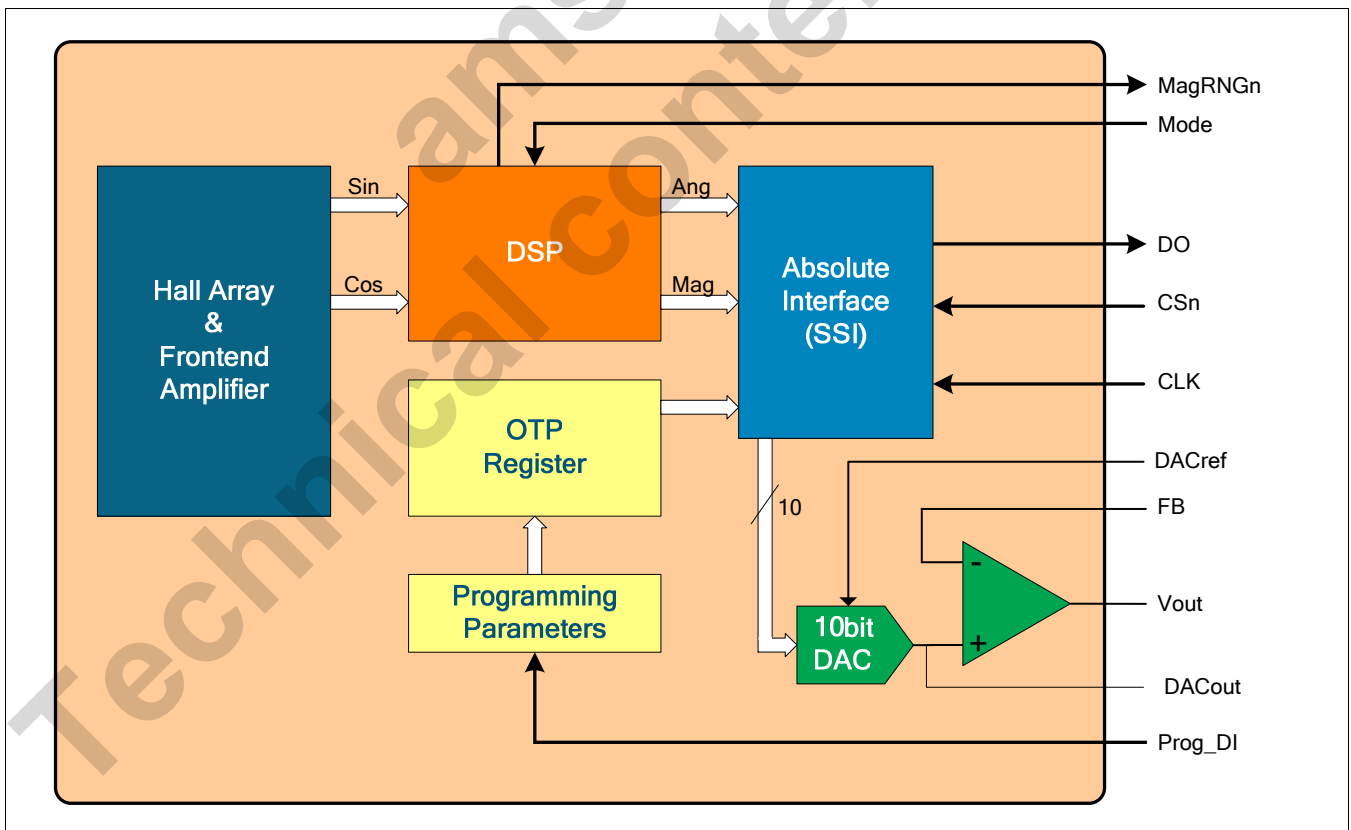 MagRNGn
Mode
Sin
Cos
Hall Array
&
Frontend
Amplifier
DSP
Ang
Mag
Absolute
Interface
(SSI)
DO
CSn
CLK
OTP
Register
Programming
Parameters
10
DACref
FB
10bit
DAC
-
+
Vout
DACout
Prog_DI
ams
Technical conte